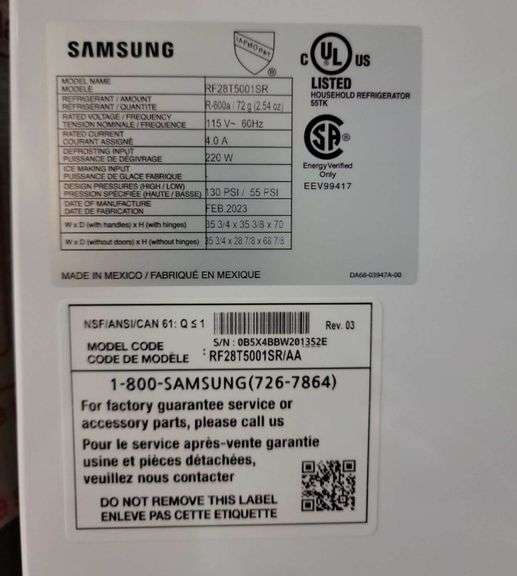 SAMSUNG
UPC
MODEL NAME
MODÈLE RF28T5001SR
REFRIGERANT / AMOUNT
RÉFRIGÉRANT / QUANTITÉ R-600a / 72 g (2.54 oz)
RATED VOLTAGE / FREQUENCY
TENSION NOMINALE / FREQUENCE 115 V~ 60Hz
RATED CURRENT
COURANT ASSIGNÉ 4.0 A
DEFROSTING INPUT
PUISSANCE DE DÉGIVRAGE 220 W
ICE MAKING INPUT
PUISSANCE DE GLACE FABRIQUE -
DESIGN PRESSURES (HIGH / LOW)
PRESSION SPÉCIFIÉE (HAUTE / BASSE) 130 PSI / 55 PSI
DATE OF MANUFACTURE
DATE DE FABRICATION FEB.2023
W x D (with handles) x H (with hinges) 35 3/4 x 35 3/8 x 70
W x D (without doors) x H (without hinges) 35 3/4 x 28 7/8 x 68 7/8
MADE IN MEXICO / FABRIQUÉ EN MEXIQUE
C UL US
®
LISTED
HOUSEHOLD REFRIGERATOR
55TK
SA
®
Energy Verified
Only
EEV99417
DA68-03947A-00
NSF/ANSI/CAN 61: Q ≤ 1
Rev. 03
S/N : 0B5X4BBW201352E
MODEL CODE
CODE DE MODÈLE : RF28T5001SR/AA
1-800-SAMSUNG(726-7864)
For factory guarantee service or
accessory parts, please call us
Pour le service après-vente garantie
usine et pièces détachées,
veuillez nous contacter
DO NOT REMOVE THIS LABEL
ENLEVE PAS CETTE ETIQUETTE